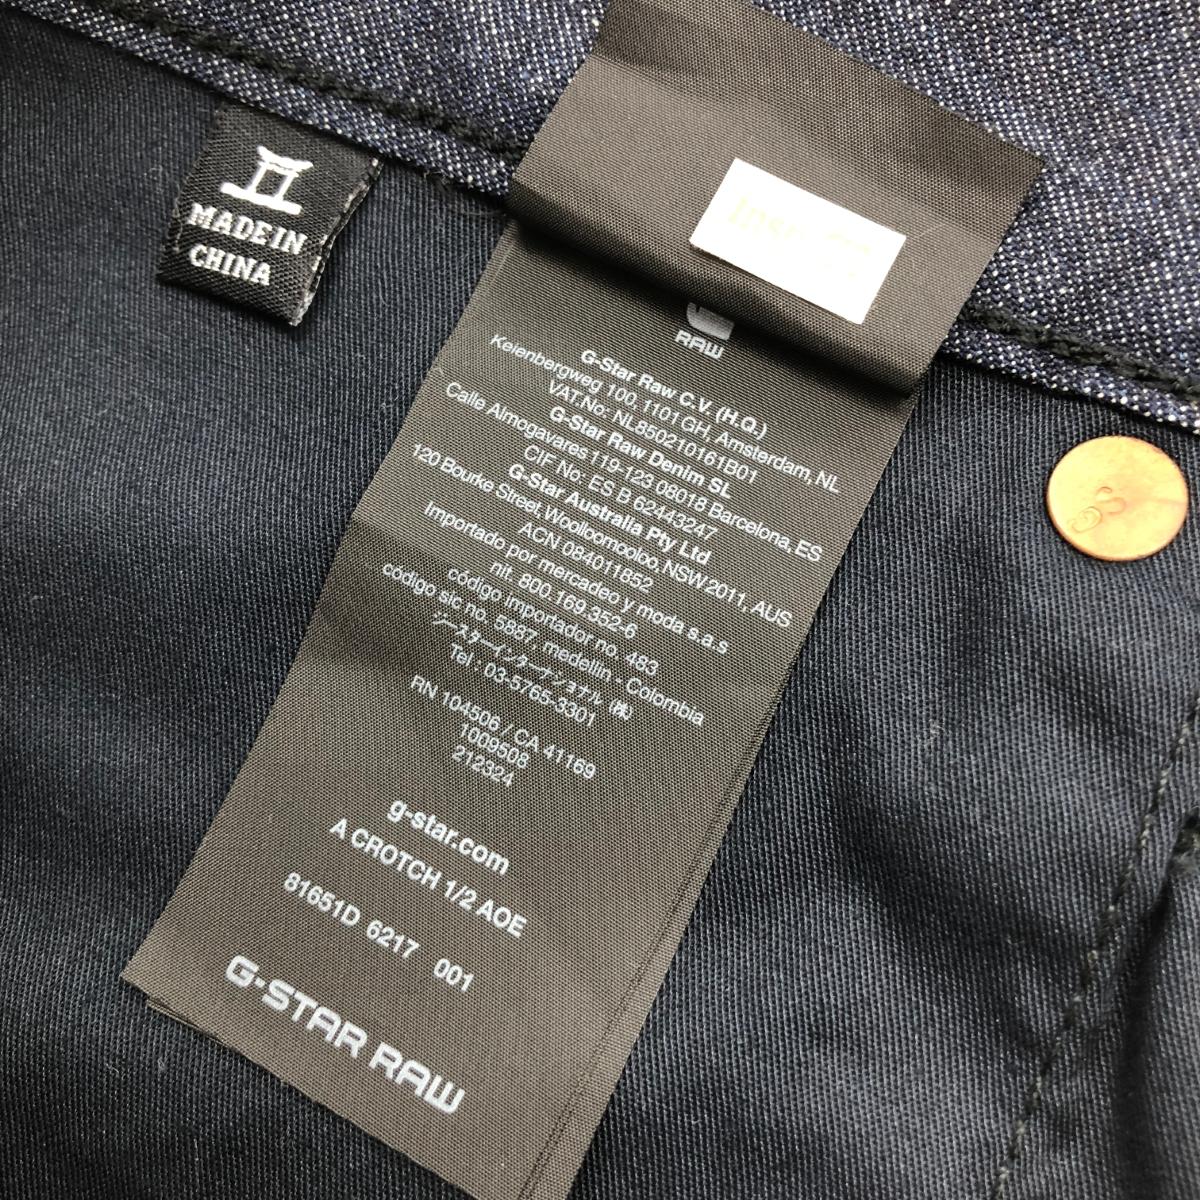 MADE IN
CHINA
RAW
G-Star Raw C.V. (H.Q.)
Keienbergweg 100, 1101 GH, Amsterdam, NL
VAT.No: NL850210161B01
G-Star Raw Denim SL
Calle Almogavares 119-123 08018 Barcelona, ES
CIF No: ES B 62443247
G-Star Australia Pty Ltd
120 Bourke Street, Woolloomooloo, NSW 2011, AUS
ACN 084011852
Importado por mercadeo y moda s.a.s
nit. 800.169.352-6
código importador no. 483
código sic no. 5887, medellin - Colombia
ジースターインターナショナル (株)
Tel : 03-5765-3301
RN 104506 / CA 41169
1009508
212324
g-star.com
A CROTCH 1/2 AOE
81651D 6217 001
G-STAR RAW